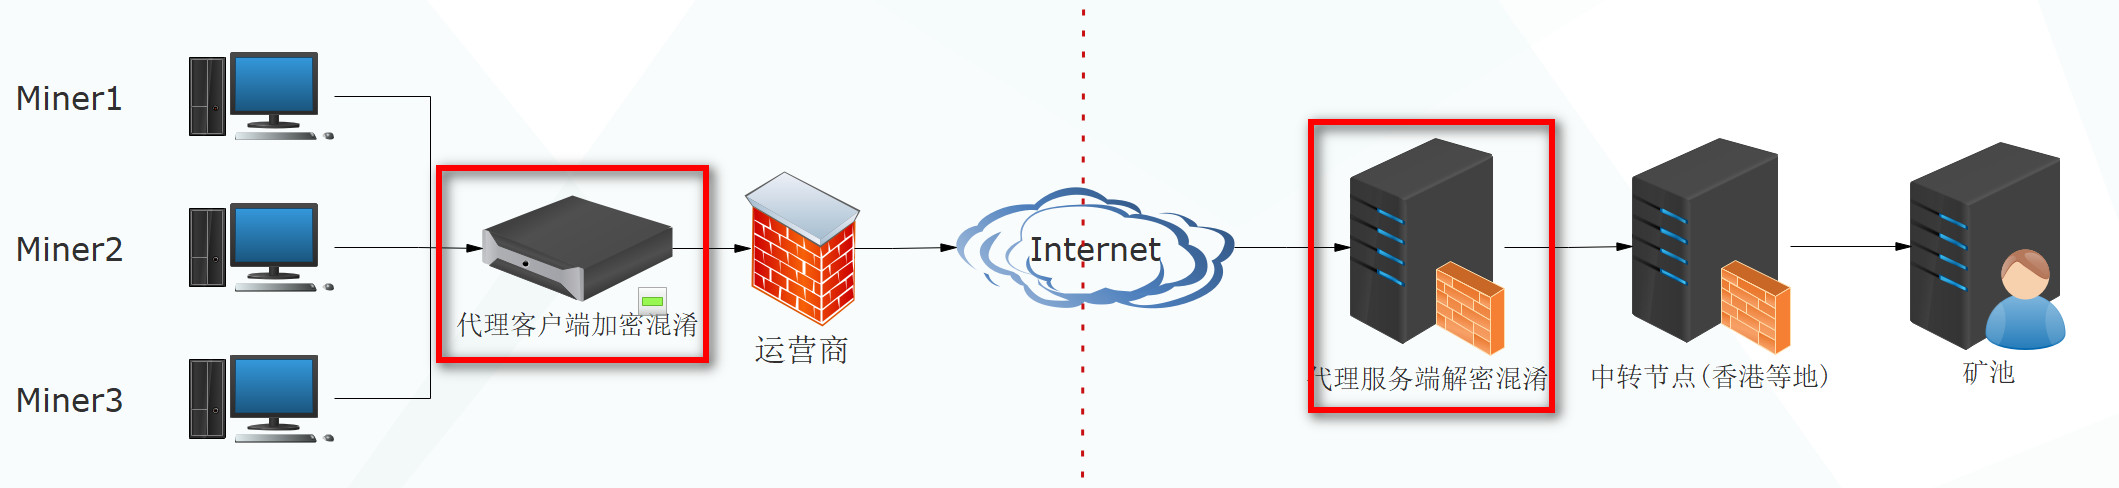 Miner1
Miner2
Miner3
代理客户端加密混淆
运营商
Internet
代理服务端解密混淆
中转节点(香港等地)
矿池